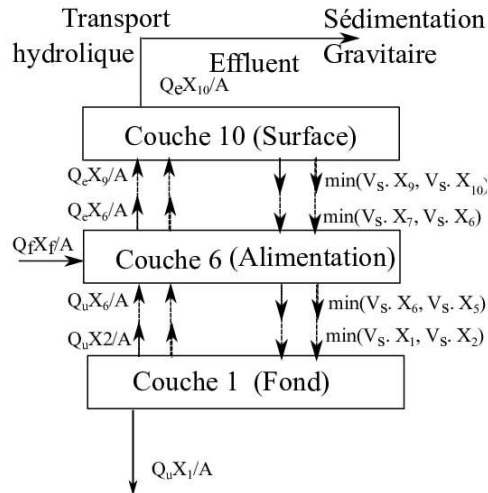 Transport
hydrolique
Sédimentation
Gravitaire
Effluent
QeX10/A
Couche 10 (Surface)
QeX9/A
min(Vs. X9, Vs. X10)
QeX6/A
min(Vs. X7, Vs. X6)
QfXf/A
Couche 6 (Alimentation)
QuX6/A
min(Vs. X6, Vs. X5)
QuX2/A
min(Vs. X1, Vs. X2)
Couche 1 (Fond)
QuX1/A